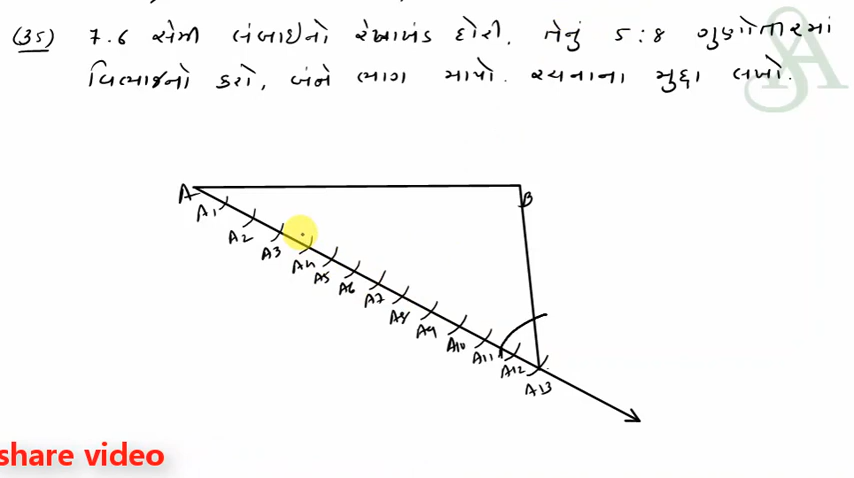 (35) 7.6 સેમી લંબાઈનો રેખાખંડ દોરી, તેનું 5:8 ગુણોત્તરમાં
વિભાજનો કરો, બંને ભાગ માપો. રચનાના મુદ્દા લખો.
A
B
A1
A2
A3
A4
A5
A6
A7
A8
A9
A10
A11
A12
A13
share video